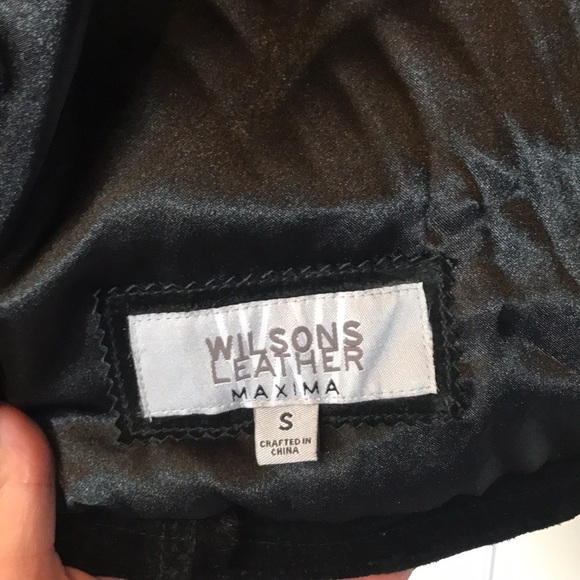 WILSONS
LEATHER
MAXIMA
S
CRAFTED IN
CHINA